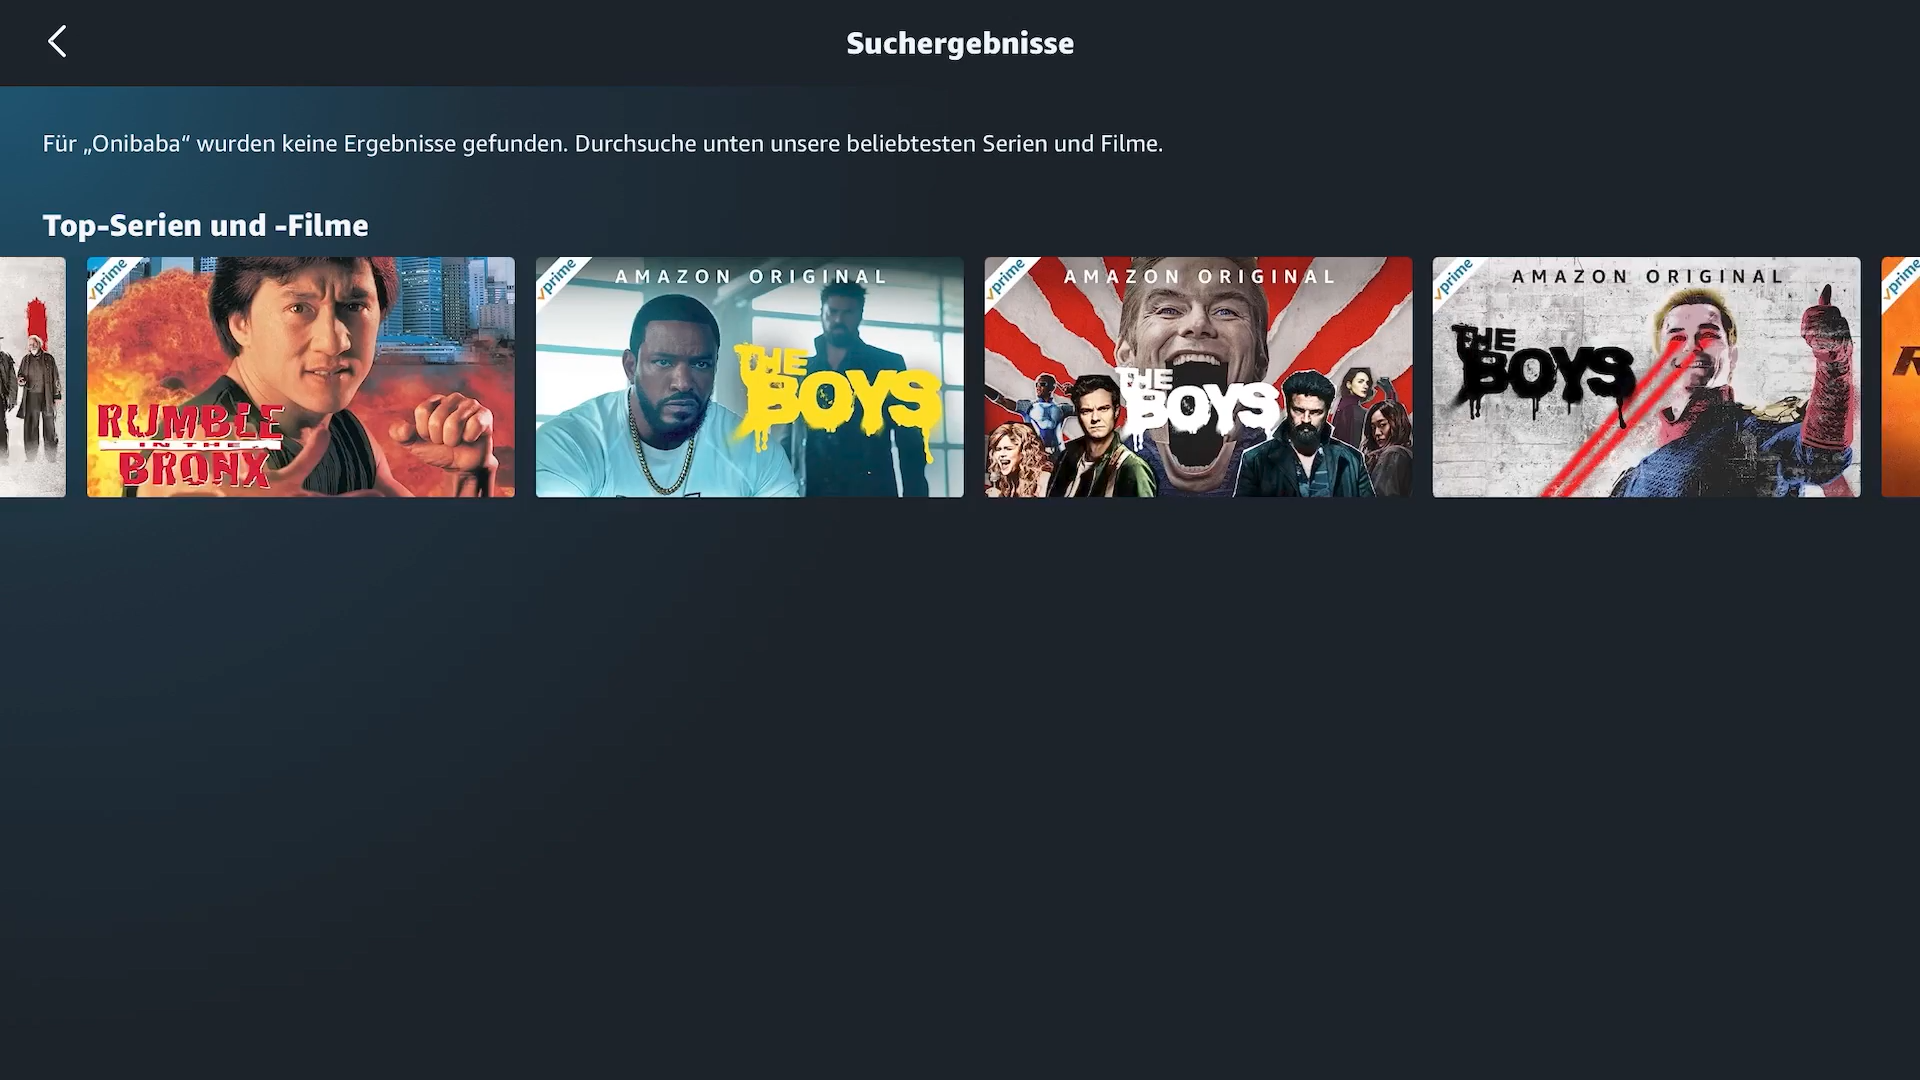 Suchergebnisse
Für „Onibaba“ wurden keine Ergebnisse gefunden. Durchsuche unten unsere beliebtesten Serien und Filme.
Top-Serien und -Filme
prime
RUMBLE
IN THE
BRONX
prime
AMAZON ORIGINAL
THE
BOYS
prime
AMAZON ORIGINAL
THE
BOYS
prime
AMAZON ORIGINAL
THE
BOYS
prime